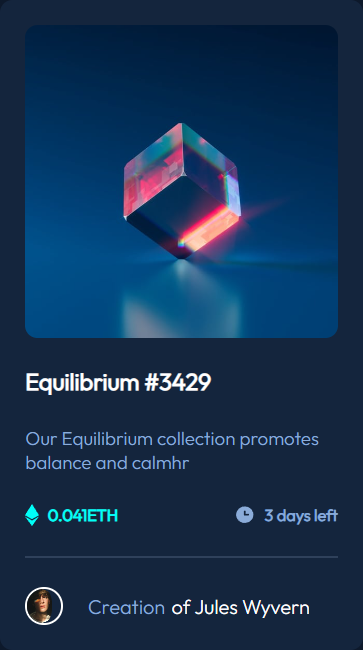 Equilibrium #3429
Our Equilibrium collection promotes
balance and calmhr
0.041ETH
3 days left
Creation of Jules Wyvern